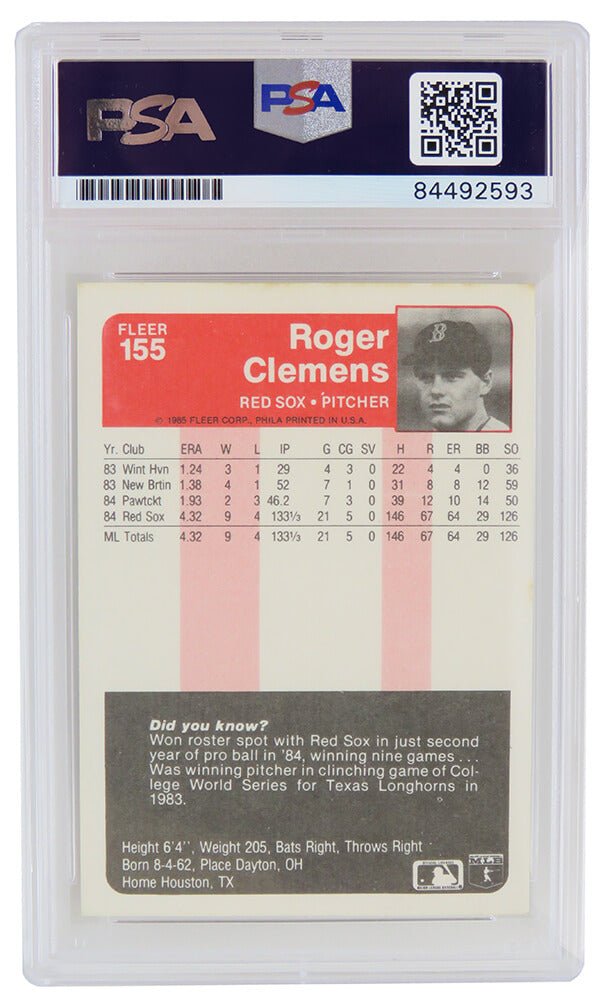 PSA
PSA
84492593
FLEER
155
Roger
Clemens
RED SOX • PITCHER
© 1985 FLEER CORP., PHILA PRINTED IN U.S.A.
Yr. Club ERA W L IP G CG SV H R ER BB SO
83 Wint Hvn 1.24 3 1 29 4 3 0 22 4 4 0 36
83 New Brtin 1.38 4 1 52 7 1 0 31 8 8 12 59
84 Pawtckt 1.93 2 3 46.2 7 3 0 39 12 10 14 50
84 Red Sox 4.32 9 4 133⅓ 21 5 0 146 67 64 29 126
ML Totals 4.32 9 4 133⅓ 21 5 0 146 67 64 29 126
Did you know?
Won roster spot with Red Sox in just second
year of pro ball in '84, winning nine games . . .
Was winning pitcher in clinching game of Col-
lege World Series for Texas Longhorns in
1983.
Height 6'4'', Weight 205, Bats Right, Throws Right
Born 8-4-62, Place Dayton, OH
Home Houston, TX